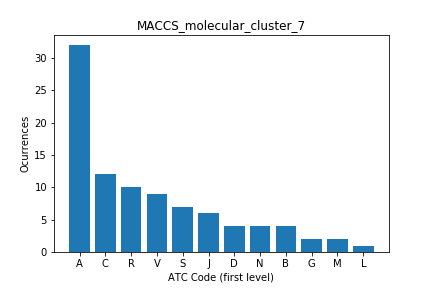 MACCS_molecular_cluster_7
Ocurrences
30
25
20
15
10
5
0
A C R V S J D N B G M L
ATC Code (first level)